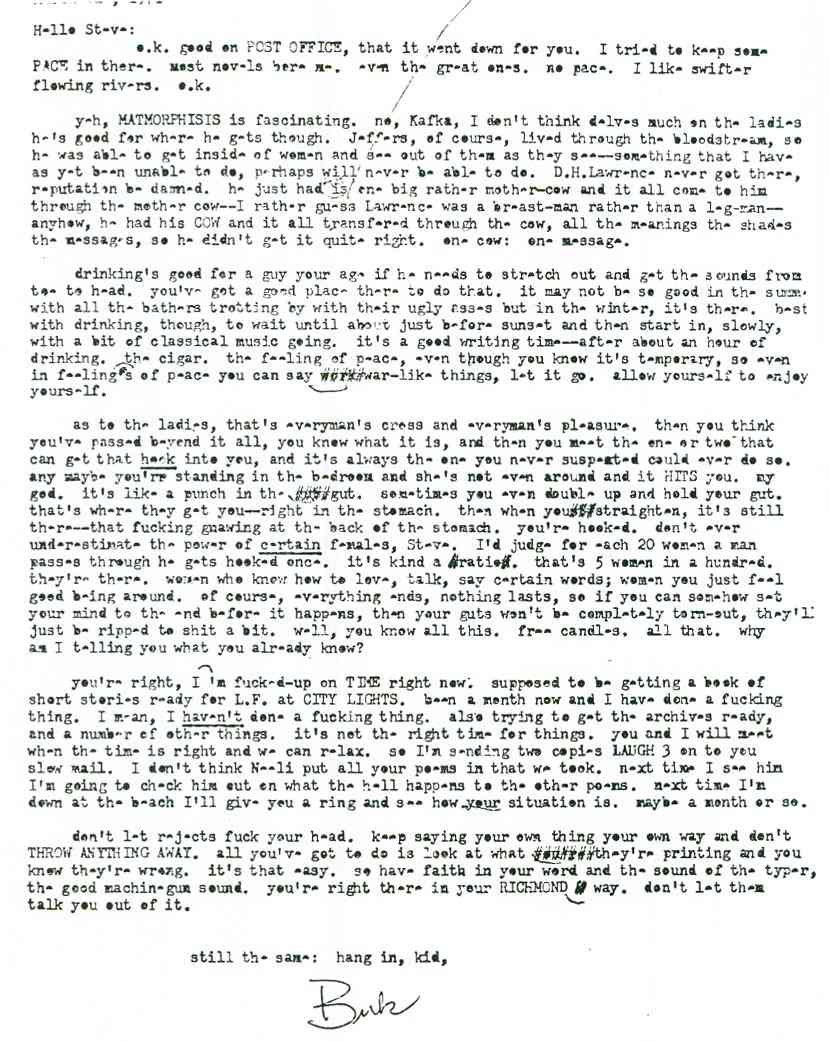 Hello Steve:
o.k. good on POST OFFICE, that it went down for you. I tried to keep some
PACE in there. most novels bore me. even the great ones. no pace. I like swifter
flowing rivers. o.k.
yeh, MATMORPHISIS is fascinating. no, Kafka, I don't think delves much on the ladies
he's good for where he gets though. Jeffers, of course, lived through the bloodstream, so
he was able to get inside of women and see out of them as they see--something that I have
as yet been unable to do, perhaps will never be able to do. D.H.Lawrence never got there,
reputation be damned. he just had is/ one big rather mother-cow and it all come to him
through the mother cow--I rather guess Lawrence was a breast-man rather than a leg-man--
anyhow, he had his COW and it all transfered through the cow, all the meanings the shades
the messages, so he didn't get it quite right. one cow: one message.
drinking's good for a guy your age if he needs to stretch out and get the sounds from
toe to head. you've got a good place there to do that. it may not be so good in the summe
with all the bathers trotting by with their ugly asses but in the winter, it's there. best
with drinking, though, to wait until about just before sunset and then start in, slowly,
with a bit of classical music going. it's a good writing time--after about an hour of
drinking. the cigar. the feeling of peace, even though you know it's temporary, so even
in feeling's of peace you can say war-like things, let it go. allow yourself to enjoy
yourself.
as to the ladies, that's everyman's cross and everyman's pleasure. then you think
you've passed beyond it all, you know what it is, and then you meet the one or two that
can get that hook into you, and it's always the one you never suspected could ever do so.
any maybe you're standing in the bedroom and she's not even around and it HITS you. my
god. it's like a punch in the ####gut. sometimes you even double up and hold your gut.
that's where they get you--right in the stomach. then when you###straighten, it's still
there--that fucking gnawing at the back of the stomach. you're hooked. don't ever
understimate the power of certain females, Steve. I'd judge for each 20 women a man
passes through he gets hooked once. it's kind a #ratio#. that's 5 women in a hundred.
they're there. women who know how to love, talk, say certain words; women you just feel
good being around. of course, everything ends, nothing lasts, so if you can somehow set
your mind to the end before it happens, then your guts won't be completely torn-out, they'll
just be ripped to shit a bit. well, you know all this. free candles. all that. why
am I telling you what you already know?
you're right, I'm fucked-up on TIME right now. supposed to be getting a book of
short stories ready for L.F. at CITY LIGHTS. been a month now and I have done a fucking
thing. I mean, I haven't done a fucking thing. also trying to get the archives ready,
and a number of other things. it's not the right time for things. you and I will meet
when the time is right and we can relax. so I'm sending two copies LAUGH 3 on to you
slow mail. I don't think Neeli put all your poems in that we took. next time I see him
I'm going to check him out on what the hell happens to the other poems. next time I'm
down at the beach I'll give you a ring and see how your situation is. maybe a month or so.
don't let rejects fuck your head. keep saying your own thing your own way and don't
THROW ANYTHING AWAY. all you've got to do is look at what #######they're printing and you
know they're wrong. it's that easy. so have faith in your word and the sound of the typer,
the good machinegun sound. you're right there in your RICHMOND # way. don't let them
talk you out of it.
still the same: hang in, kid,
Buk